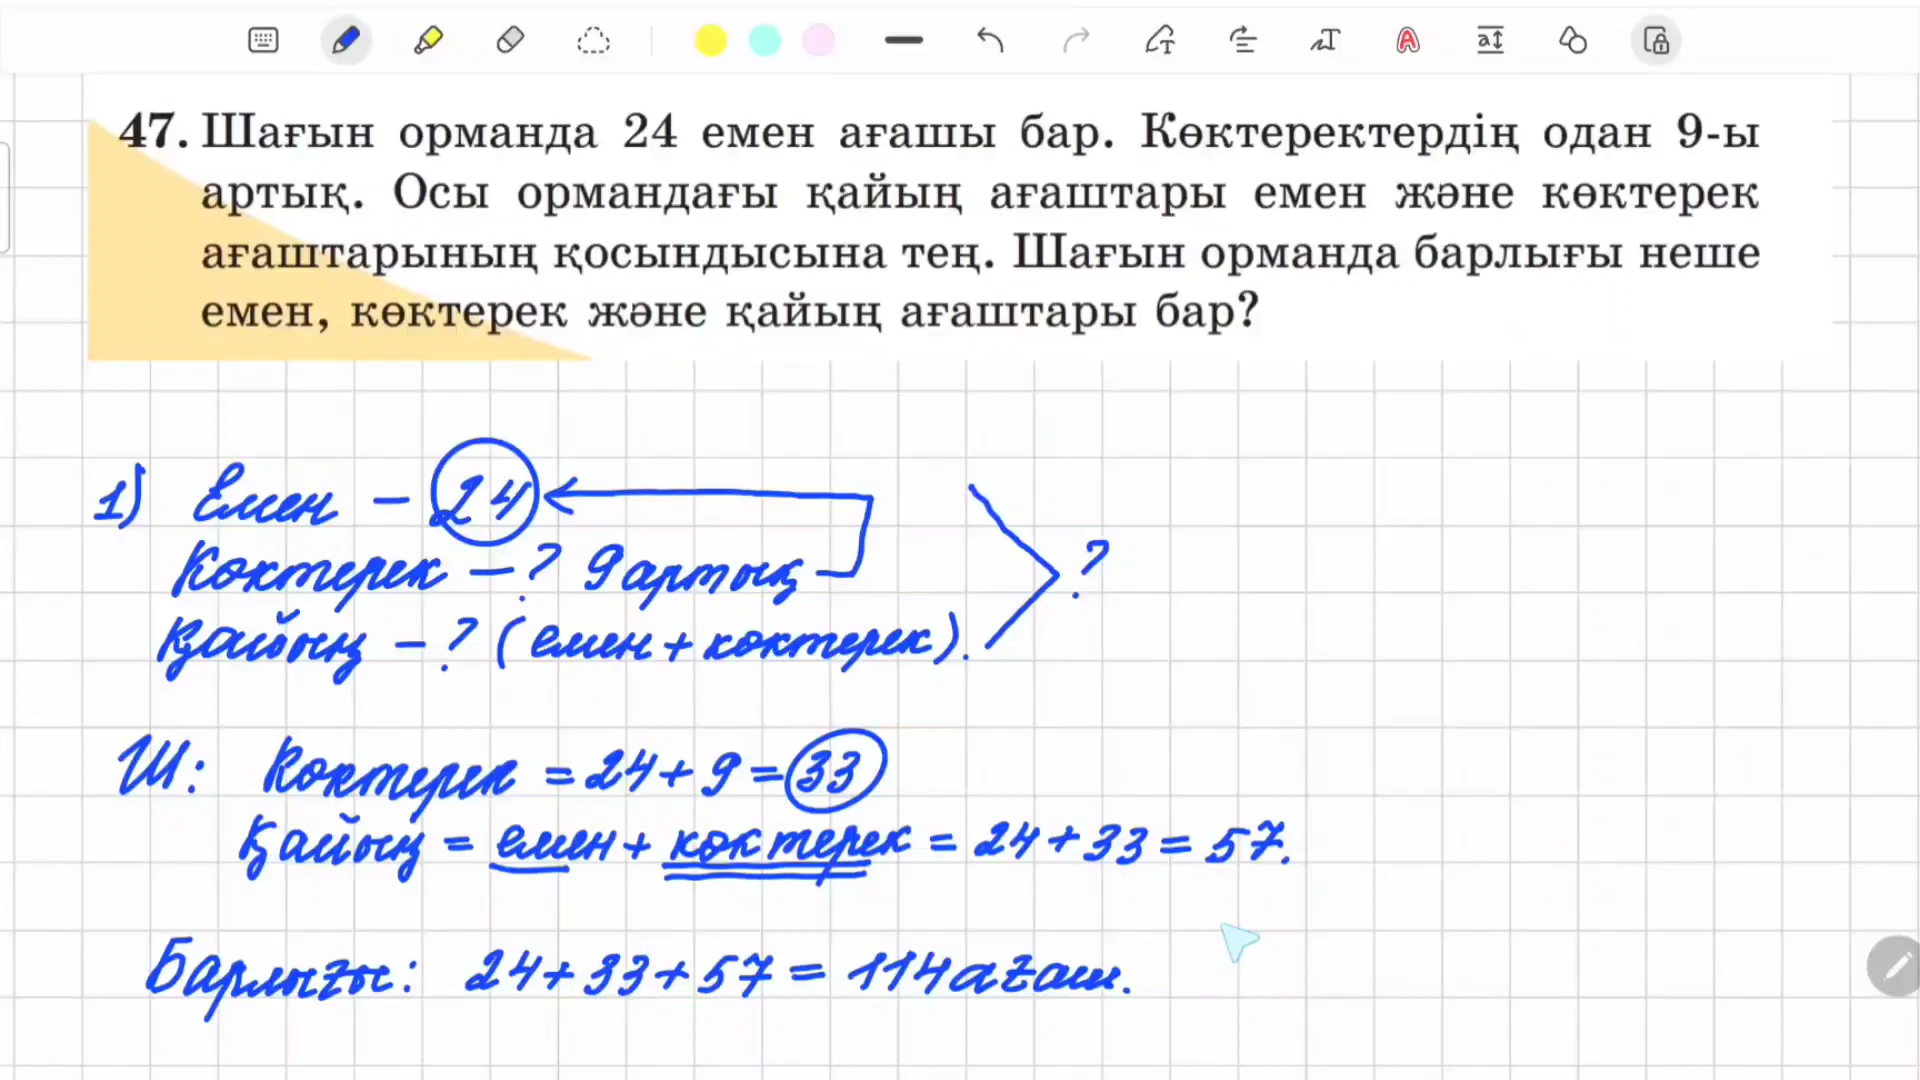 47. Шағын орманда 24 емен ағашы бар. Көктеректердің одан 9-ы
артық. Осы ормандағы қайың ағаштары емен және көктерек
ағаштарының қосындысына тең. Шағын орманда барлығы неше
емен, көктерек және қайың ағаштары бар?
1) Емен – 24
Көктерек – ? 9 артық
?
Қайың – ? (емен + көктерек).
Ш: Көктерек = 24 + 9 = 33
Қайың = емен + көктерек = 24 + 33 = 57.
Барлығы: 24 + 33 + 57 = 114 ағаш.